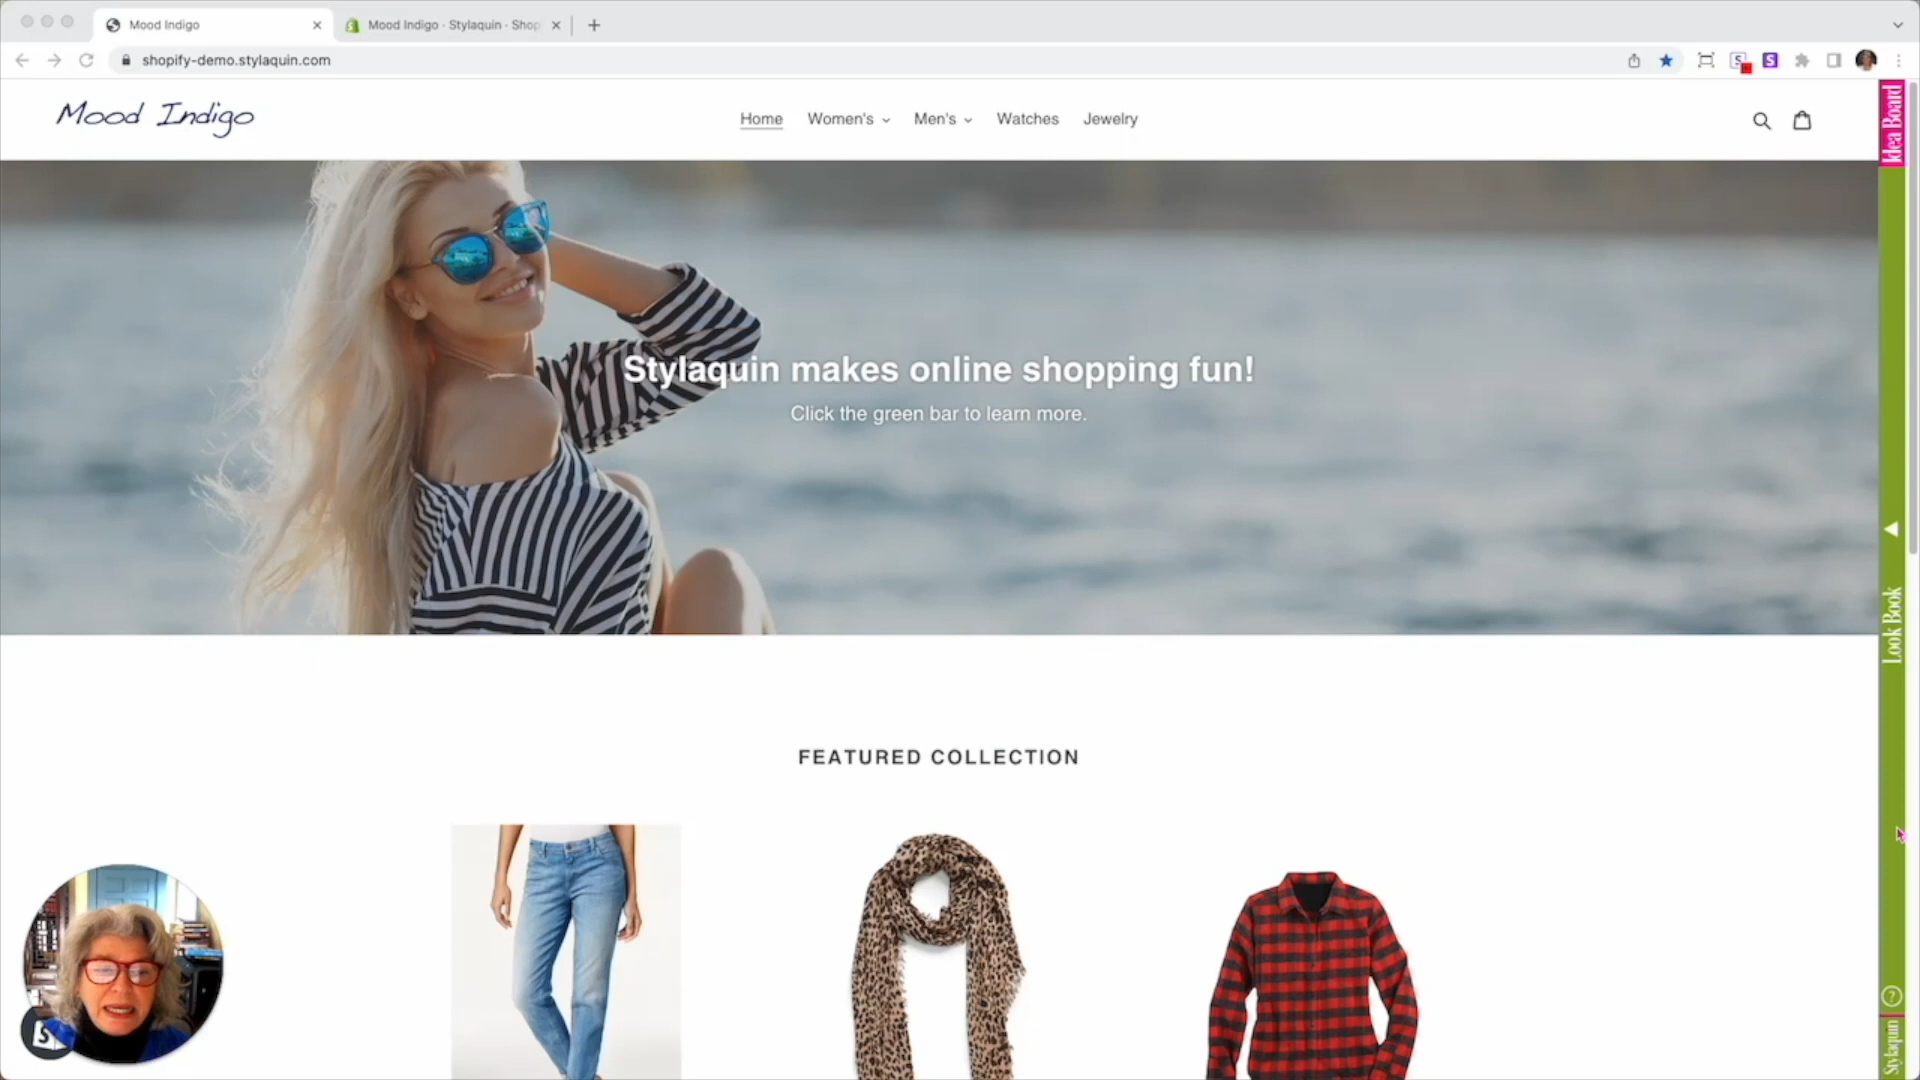 Mood Indigo
Mood Indigo · Stylaquin · Shop
shopify-demo.stylaquin.com
Mood Indigo
Home
Women's
Men's
Watches
Jewelry
Idea Board
Stylaquin makes online shopping fun!
Click the green bar to learn more.
Look Book
FEATURED COLLECTION
?
Stylaquin